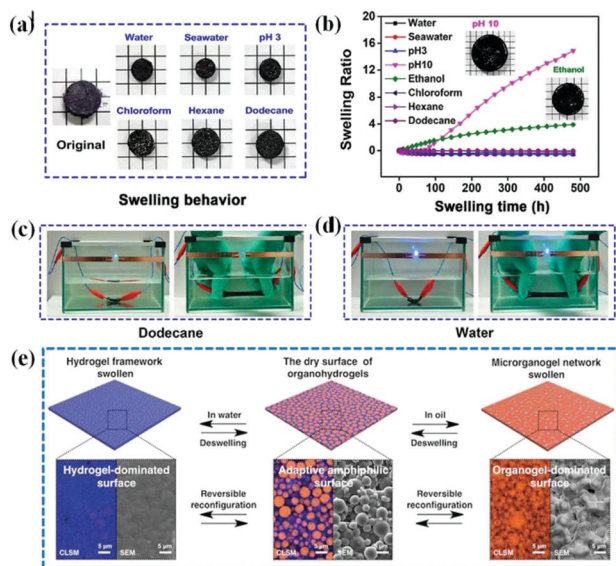 (a)
Water
Seawater
pH 3
Chloroform
Hexane
Dodecane
Original
Swelling behavior
(b)
Swelling Ratio
20
16
12
8
4
0
-4
Water
Seawater
pH3
pH10
Ethanol
Chloroform
Hexane
Dodecane
pH 10
Ethanol
0
100
200
300
400
500
Swelling time (h)
(c)
Dodecane
(d)
Water
(e)
Hydrogel framework
swollen
The dry surface of
organohydrogels
Microrganogel network
swollen
In water
Deswelling
In oil
Deswelling
Hydrogel-dominated
surface
Adaptive amphiphilic
surface
Organogel-dominated
surface
Reversible
reconfiguration
Reversible
reconfiguration
CLSM
5 µm
SEM
5 µm
CLSM
5 µm
SEM
5 µm
CLSM
5 µm
SEM
5 µm